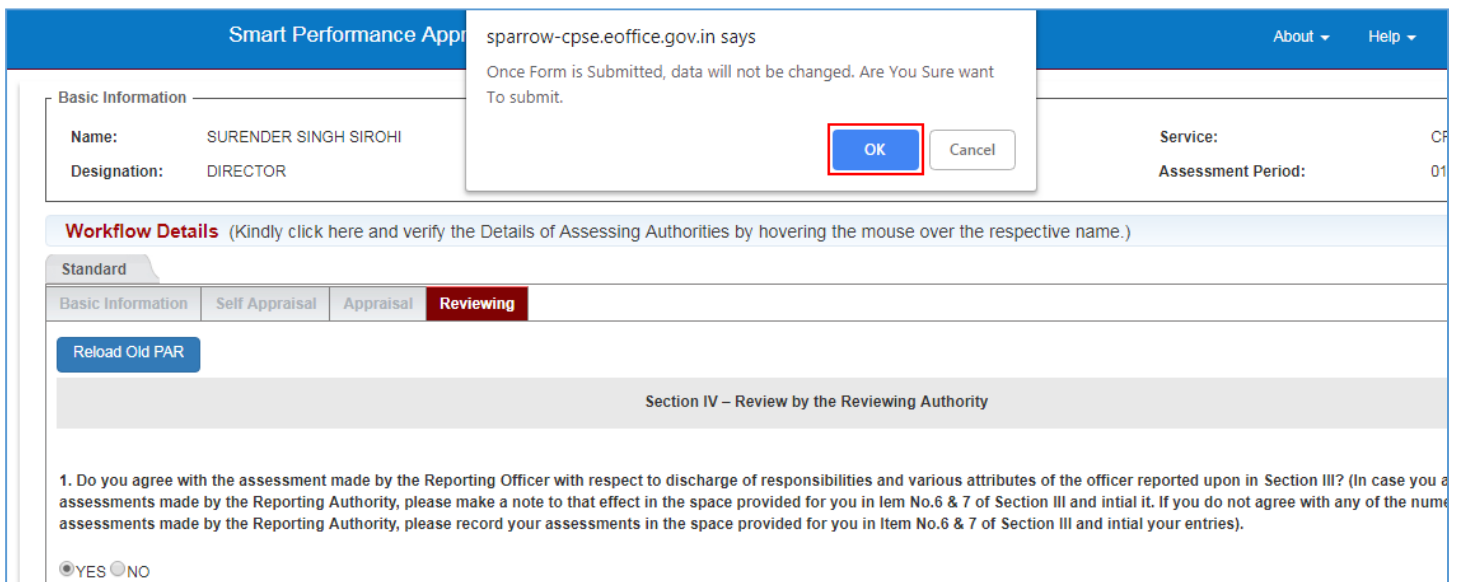 Smart Performance Appr
About
Help
sparrow-cpse.eoffice.gov.in says
Once Form is Submitted, data will not be changed. Are You Sure want
To submit.
OK
Cancel
Basic Information
Name: SURENDER SINGH SIROHI
Service:
Designation: DIRECTOR
Assessment Period: 01
Workflow Details (Kindly click here and verify the Details of Assessing Authorities by hovering the mouse over the respective name.)
Standard
Basic Information Self Appraisal Appraisal Reviewing
Reload Old PAR
Section IV – Review by the Reviewing Authority
1. Do you agree with the assessment made by the Reporting Officer with respect to discharge of responsibilities and various attributes of the officer reported upon in Section III? (In case you a
assessments made by the Reporting Authority, please make a note to that effect in the space provided for you in Iem No.6 & 7 of Section III and intial it. If you do not agree with any of the nume
assessments made by the Reporting Authority, please record your assessments in the space provided for you in Item No.6 & 7 of Section III and intial your entries).
YES NO